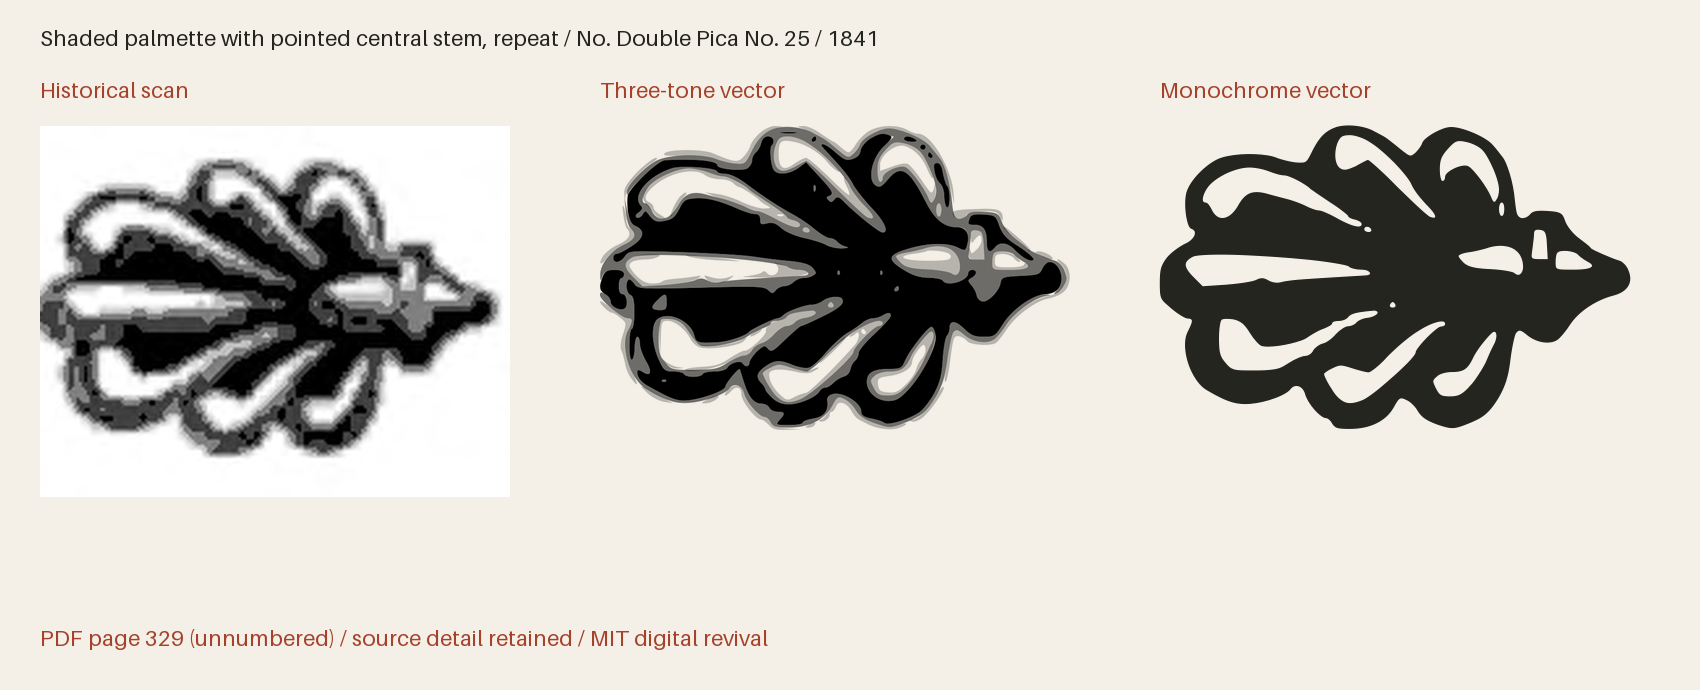 Shaded palmette with pointed central stem, repeat / No. Double Pica No. 25 / 1841
Historical scan
Three-tone vector
Monochrome vector
PDF page 329 (unnumbered) / source detail retained / MIT digital revival